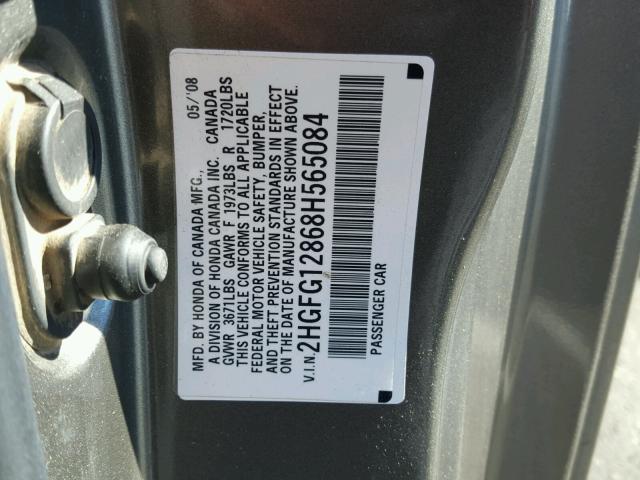 MFD. BY HONDA OF CANADA MFG., 05/'08
A DIVISION OF HONDA CANADA INC. CANADA
GVWR 3671LBS GAWR F 1973LBS R 1720LBS
THIS VEHICLE CONFORMS TO ALL APPLICABLE
FEDERAL MOTOR VEHICLE SAFETY, BUMPER,
AND THEFT PREVENTION STANDARDS IN EFFECT
ON THE DATE OF MANUFACTURE SHOWN ABOVE.
V.I.N. 2HGFG12868H565084
PASSENGER CAR